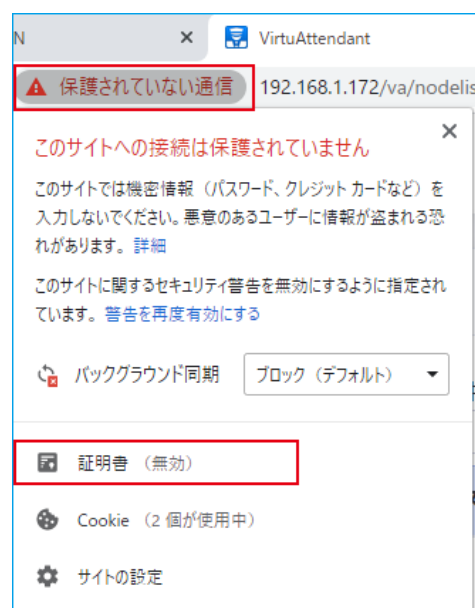 N
VirtuAttendant
保護されていない通信
192.168.1.172/va/nodelis
このサイトへの接続は保護されていません
このサイトでは機密情報（パスワード、クレジット カードなど）を
入力しないでください。悪意のあるユーザーに情報が盗まれる恐
れがあります。 詳細
このサイトに関するセキュリティ警告を無効にするように指定され
ています。 警告を再度有効にする
バックグラウンド同期
ブロック（デフォルト）
証明書 （無効）
Cookie （2 個が使用中）
サイトの設定